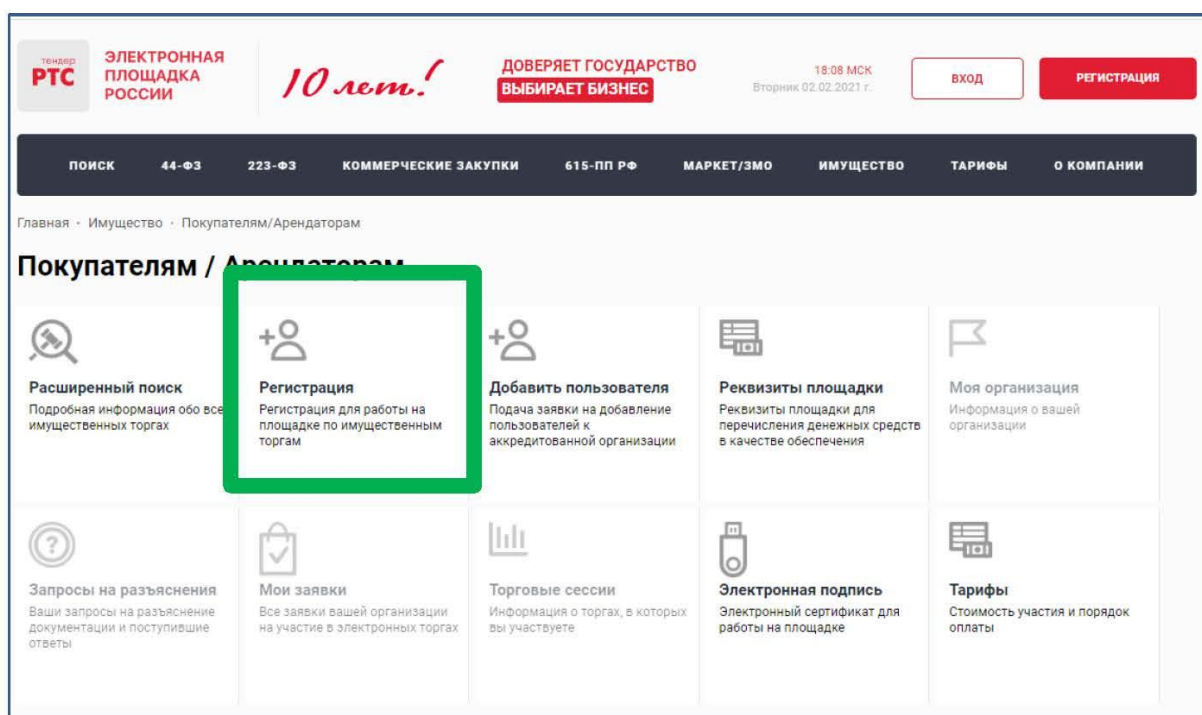 тендер
РТС
ЭЛЕКТРОННАЯ
ПЛОЩАДКА
РОССИИ
10 лет!
ДОВЕРЯЕТ ГОСУДАРСТВО
ВЫБИРАЕТ БИЗНЕС
18:08 МСК
Вторник 02.02.2021 г.
ВХОД
РЕГИСТРАЦИЯ
ПОИСК 44-ФЗ 223-ФЗ КОММЕРЧЕСКИЕ ЗАКУПКИ 615-ПП РФ МАРКЕТ/ЗМО ИМУЩЕСТВО ТАРИФЫ О КОМПАНИИ
Главная · Имущество · Покупателям/Арендаторам
Покупателям / Арендаторам
Расширенный поиск
Подробная информация обо все
имущественных торгах
Регистрация
Регистрация для работы на
площадке по имущественным
торгам
Добавить пользователя
Подача заявки на добавление
пользователей к
аккредитованной организации
Реквизиты площадки
Реквизиты площадки для
перечисления денежных средств
в качестве обеспечения
Моя организация
Информация о вашей
организации
Запросы на разъяснения
Ваши запросы на разъяснение
документации и поступившие
ответы
Мои заявки
Все заявки вашей организации
на участие в электронных торгах
Торговые сессии
Информация о торгах, в которых
вы участвуете
Электронная подпись
Электронный сертификат для
работы на площадке
Тарифы
Стоимость участия и порядок
оплаты